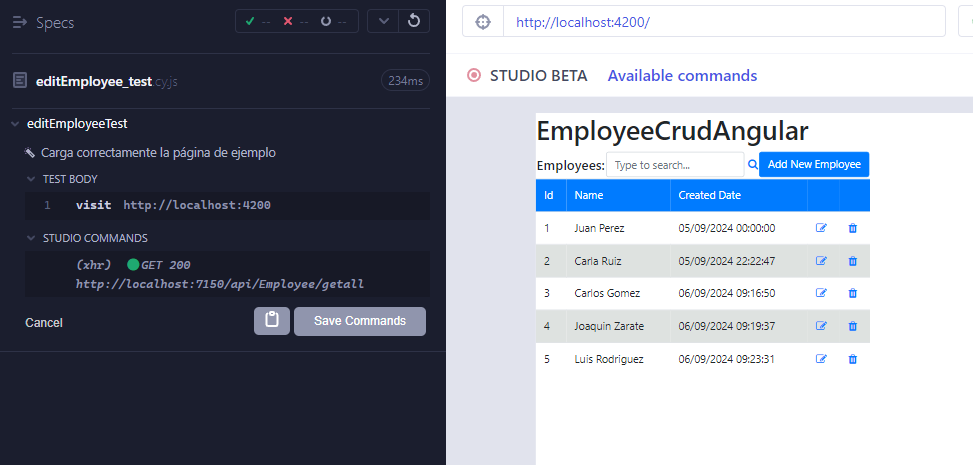 Specs
-- -- --
editEmployee_test.cy.js 234ms
editEmployeeTest
Carga correctamente la página de ejemplo
TEST BODY
1 visit http://localhost:4200
STUDIO COMMANDS
(xhr) GET 200
http://localhost:7150/api/Employee/getall
Cancel Save Commands
http://localhost:4200/
STUDIO BETA Available commands
EmployeeCrudAngular
Employees: Type to search... Add New Employee
Id Name Created Date
1 Juan Perez 05/09/2024 00:00:00
2 Carla Ruiz 05/09/2024 22:22:47
3 Carlos Gomez 06/09/2024 09:16:50
4 Joaquin Zarate 06/09/2024 09:19:37
5 Luis Rodriguez 06/09/2024 09:23:31